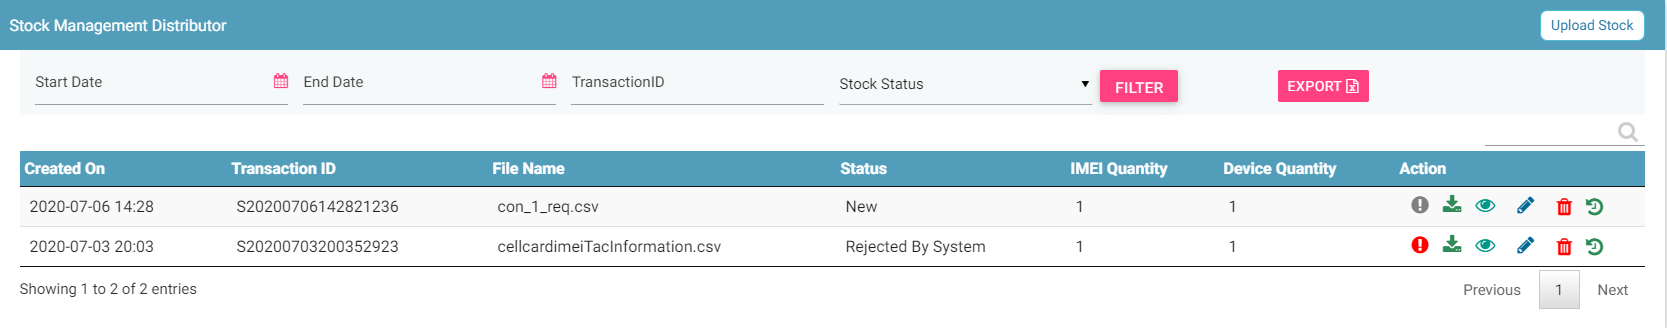 Stock Management Distributor Upload Stock
Start Date End Date TransactionID Stock Status FILTER EXPORT
Created On Transaction ID File Name Status IMEI Quantity Device Quantity Action
2020-07-06 14:28 S20200706142821236 con_1_req.csv New 1 1
2020-07-03 20:03 S20200703200352923 cellcardimeiTacInformation.csv Rejected By System 1 1
Showing 1 to 2 of 2 entries Previous 1 Next